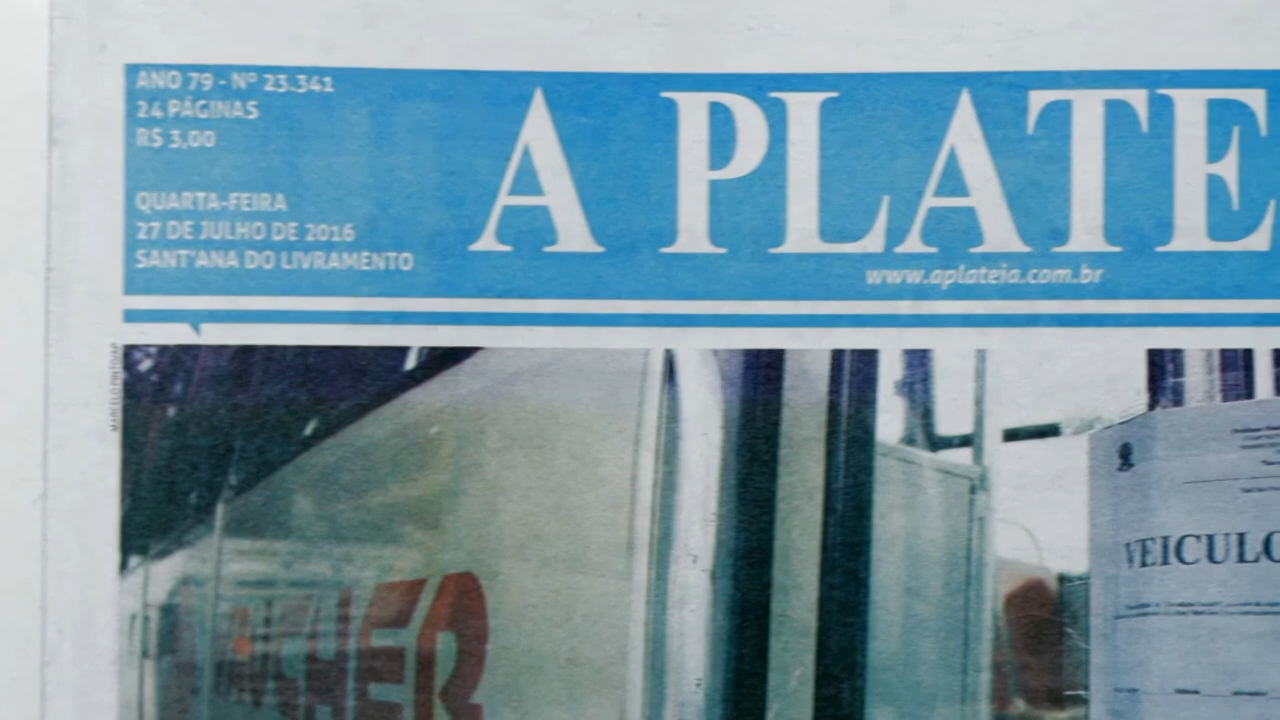 ANO 79 - Nº 23.341
24 PÁGINAS
R$ 3,00
QUARTA-FEIRA
27 DE JULHO DE 2016
SANT'ANA DO LIVRAMENTO
A PLATE
www.aplateia.com.br
VEICULO